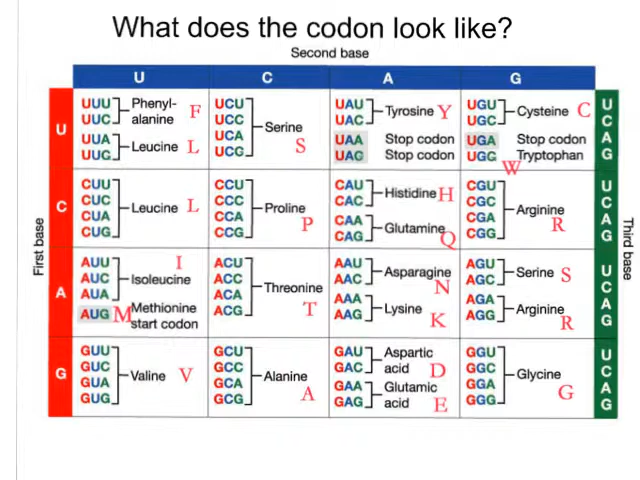 What does the codon look like?
Second base
U C A G
First base
Third base
U
UUU
UUC
Phenyl-
alanine F
UUA
UUG
Leucine L
UCU
UCC
UCA
UCG
Serine
S
UAU
UAC
Tyrosine Y
UAA Stop codon
UAG Stop codon
UGU
UGC
Cysteine C
UGA Stop codon
UGG Tryptophan
W
U
C
A
G
C
CUU
CUC
CUA
CUG
Leucine L
CCU
CCC
CCA
CCG
Proline
P
CAU
CAC
Histidine H
CAA
CAG
Glutamine
Q
CGU
CGC
CGA
CGG
Arginine
R
U
C
A
G
A
AUU
AUC
AUA
I
Isoleucine
AUG M Methionine
start codon
ACU
ACC
ACA
ACG
Threonine
T
AAU
AAC
Asparagine
N
AAA
AAG
Lysine
K
AGU
AGC
Serine S
AGA
AGG
Arginine
R
U
C
A
G
G
GUU
GUC
GUA
GUG
Valine V
GCU
GCC
GCA
GCG
Alanine
A
GAU
GAC
Aspartic
acid D
GAA
GAG
Glutamic
acid E
GGU
GGC
GGA
GGG
Glycine
G
U
C
A
G